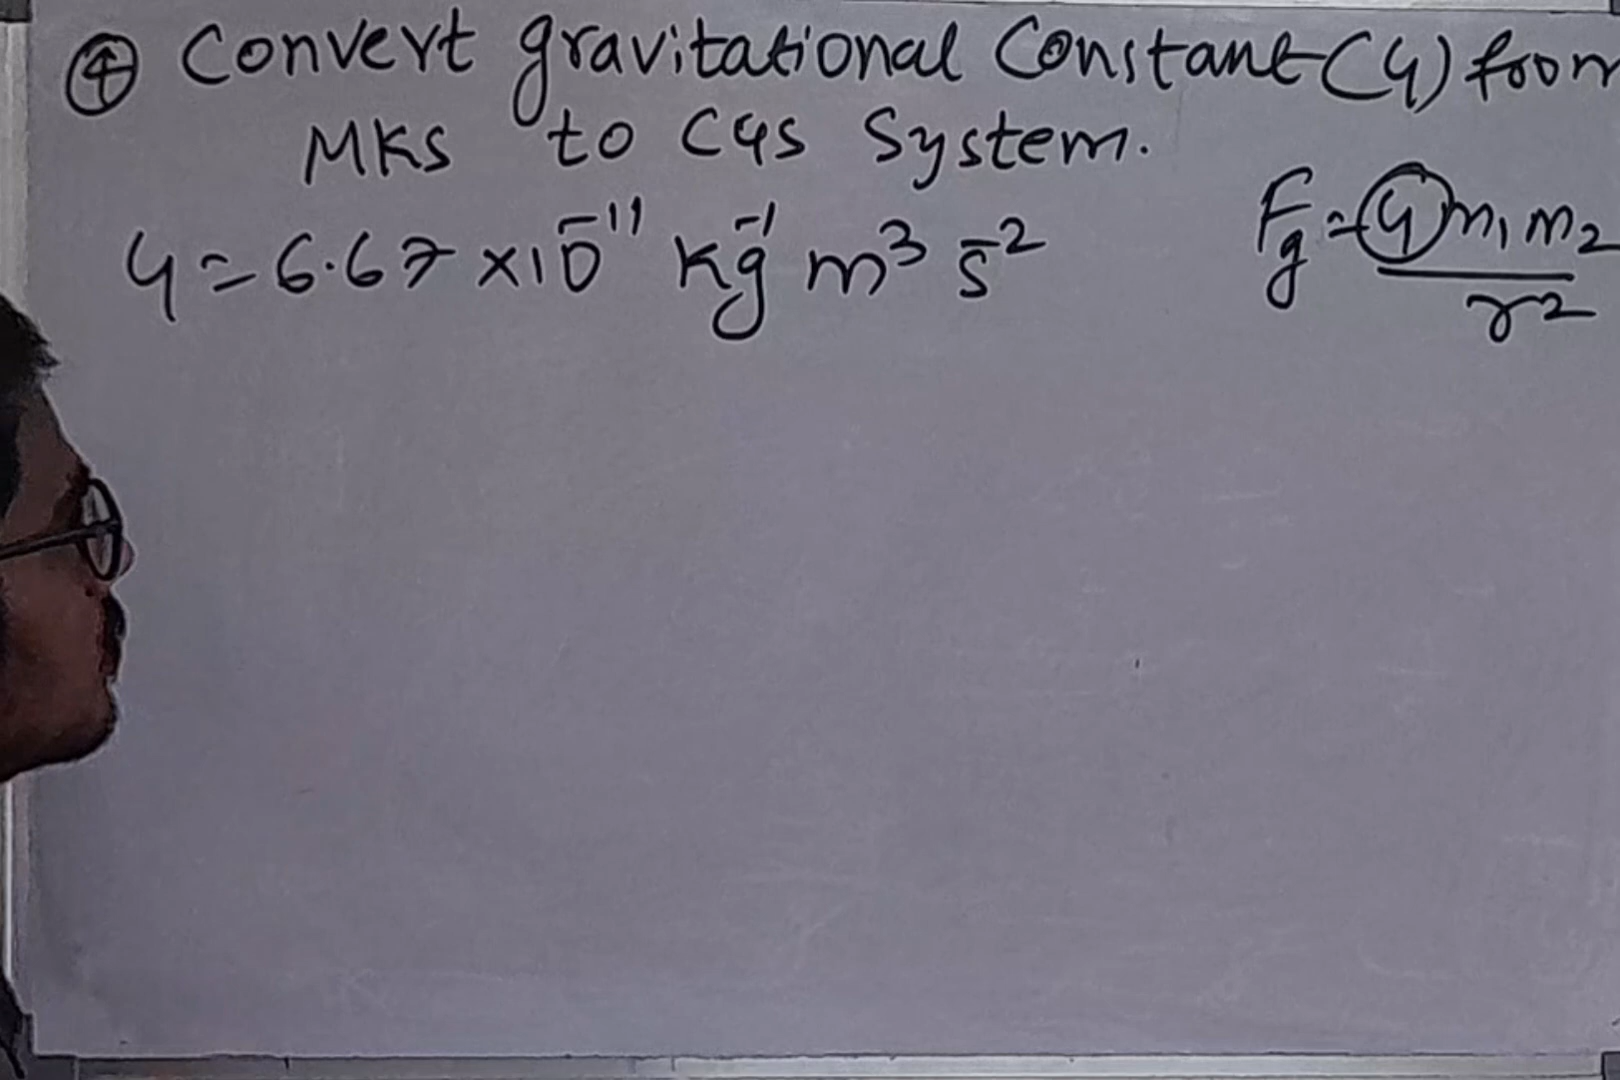 ④ Convert gravitational Constant (G) from
MKS to CGS System.
G = 6.67 × 10⁻¹¹ Kg⁻¹ m³ s⁻²
Fg = G m₁ m₂ / r²